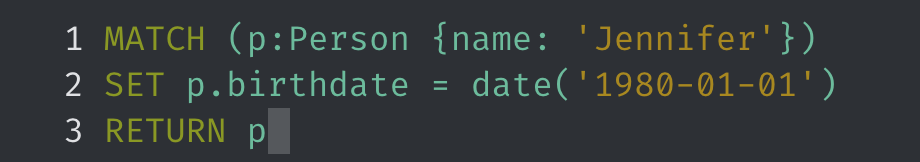 1 MATCH (p:Person {name: 'Jennifer'})
2 SET p.birthdate = date('1980-01-01')
3 RETURN p